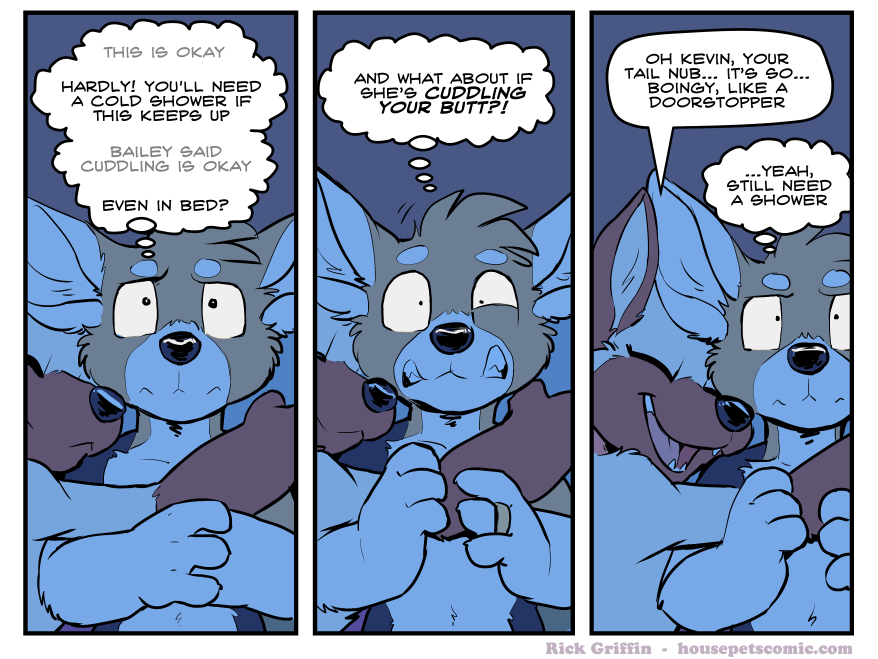 THIS IS OKAY
HARDLY! YOU'LL NEED
A COLD SHOWER IF
THIS KEEPS UP
BAILEY SAID
CUDDLING IS OKAY
EVEN IN BED?
AND WHAT ABOUT IF
SHE'S CUDDLING
YOUR BUTT?!
OH KEVIN, YOUR
TAIL NUB... IT'S SO...
BOINGY, LIKE A
DOORSTOPPER
...YEAH,
STILL NEED
A SHOWER
Rick Griffin - housepetscomic.com